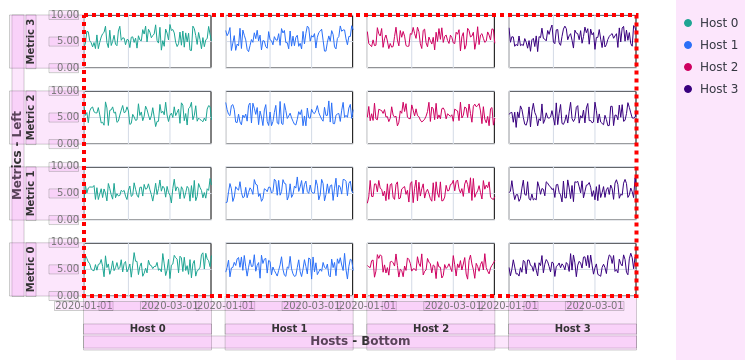 Metrics - Left
Metric 3
10.00
5.00
0.00
Metric 2
10.00
5.00
0.00
Metric 1
10.00
5.00
0.00
Metric 0
10.00
5.00
0.00
2020-01-01 2020-03-01 2020-01-01 2020-03-01 2020-01-01 2020-03-01 2020-01-01 2020-03-01
Host 0 Host 1 Host 2 Host 3
Hosts - Bottom
Host 0
Host 1
Host 2
Host 3